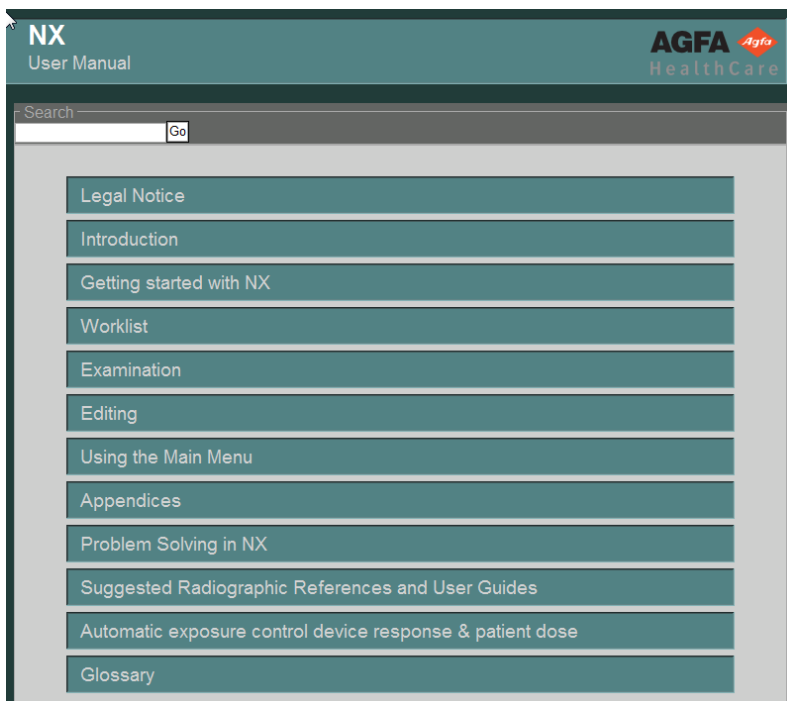 NX
User Manual
AGFA
Agfa
HealthCare
Search
Go
Legal Notice
Introduction
Getting started with NX
Worklist
Examination
Editing
Using the Main Menu
Appendices
Problem Solving in NX
Suggested Radiographic References and User Guides
Automatic exposure control device response & patient dose
Glossary